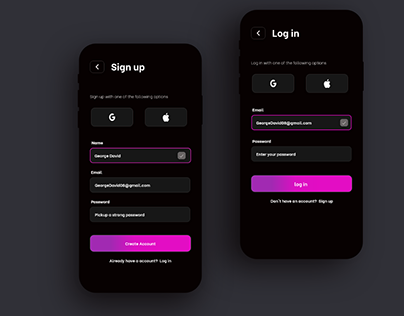 Sign up
Sign up with one of the following options
G
Name
George David
Email
GeorgeDavid08@gmail.com
Password
Pickup a strong password
Create Account
Already have a account? Log in
Log in
Log in with one of the following options
G
Email
GeorgeDavid08@gmail.com
Password
Enter your password
log in
Don't have an account? Sign up